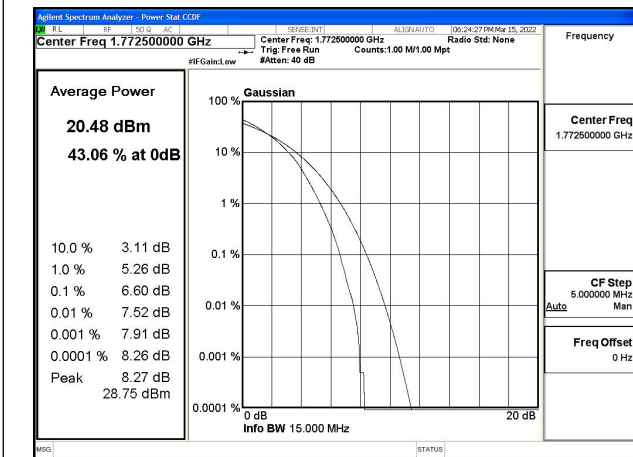 Agilent Spectrum Analyzer - Power Stat CCDF
RL RF 50 Ω AC SENSE:INT ALIGN AUTO 06:24:27 PM Mar 15, 2022
Center Freq 1.772500000 GHz Center Freq: 1.772500000 GHz Radio Std: None
Trig: Free Run Counts:1.00 M/1.00 Mpt
#IFGain:Low #Atten: 40 dB
Frequency
Center Freq
1.772500000 GHz
CF Step
5.000000 MHz
Auto Man
Freq Offset
0 Hz
Average Power
20.48 dBm
43.06 % at 0dB
10.0 % 3.11 dB
1.0 % 5.26 dB
0.1 % 6.60 dB
0.01 % 7.52 dB
0.001 % 7.91 dB
0.0001 % 8.26 dB
Peak 8.27 dB
28.75 dBm
Gaussian
100 %
10 %
1 %
0.1 %
0.01 %
0.001 %
0.0001 %
0 dB 20 dB
Info BW 15.000 MHz
MSG STATUS